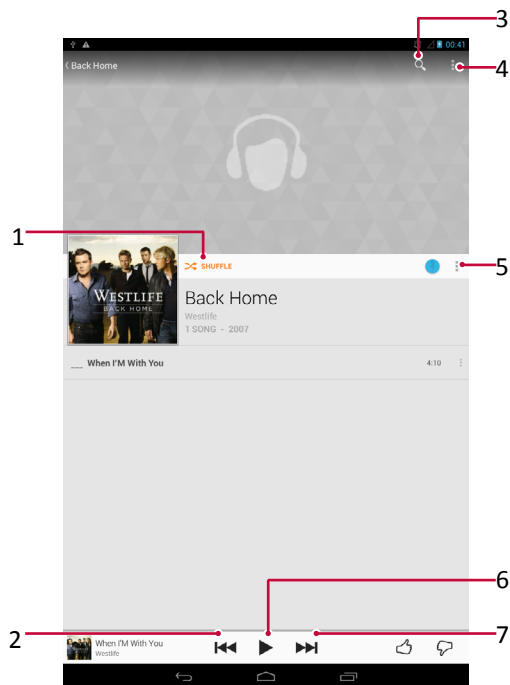 3
00:41
Back Home
4
1
SHUFFLE
5
WESTLIFE
BACK HOME
Back Home
Westlife
1 SONG - 2007
__ When I'M With You 4:10
6
2
When I'M With You
Westlife
7